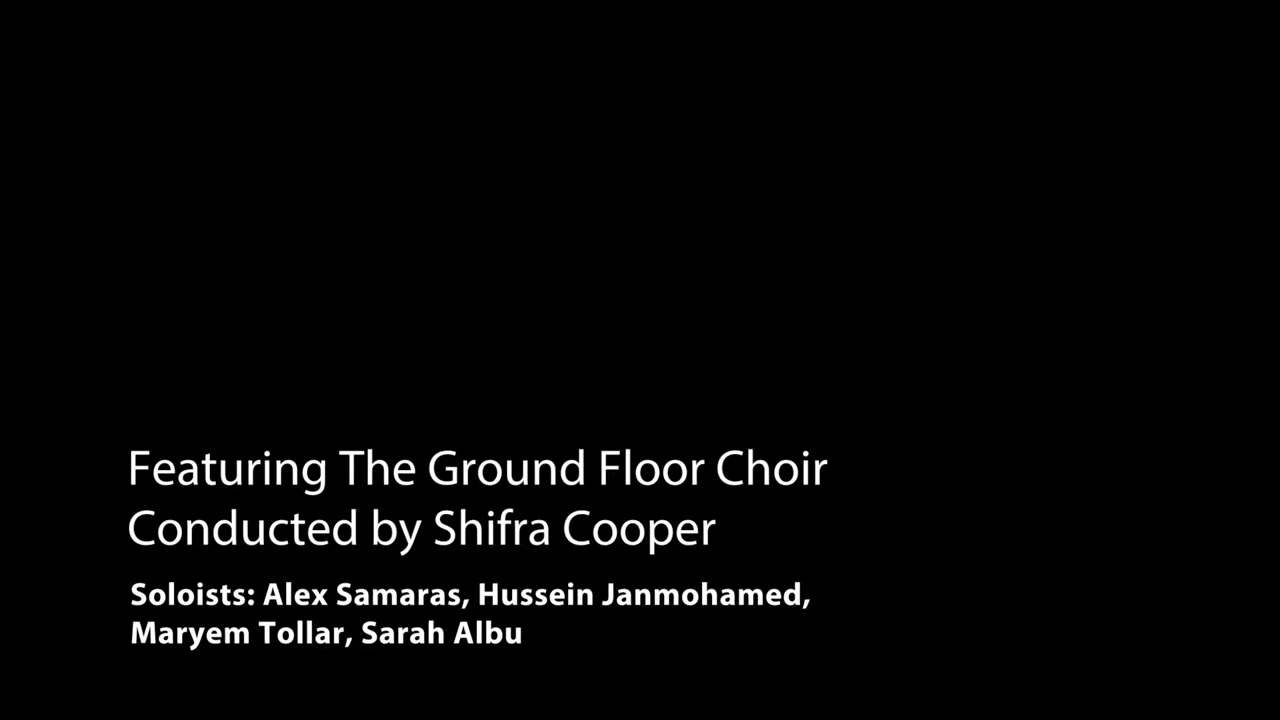 Featuring The Ground Floor Choir
Conducted by Shifra Cooper
Soloists: Alex Samaras, Hussein Janmohamed,
Maryem Tollar, Sarah Albu